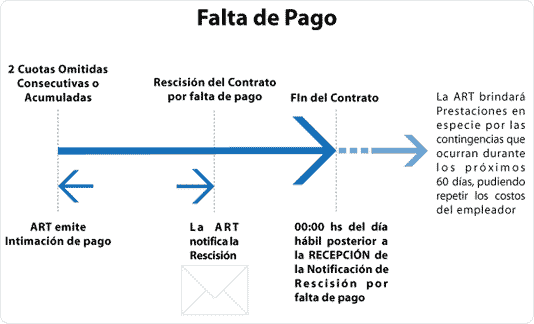 Falta de Pago
2 Cuotas Omitidas
Consecutivas o
Acumuladas
Rescisión del Contrato
por falta de pago
FIn del Contrato
La ART brindará
Prestaciones en
especie por las
contingencias que
ocurran durante
los próximos
60 días, pudiendo
repetir los costos
del empleador
ART emite
Intimación de pago
La ART
notifica la
Rescisión
00:00 hs del día
hábil posterior a
la RECEPCIÓN de
la Notificación de
Rescisión por
falta de pago